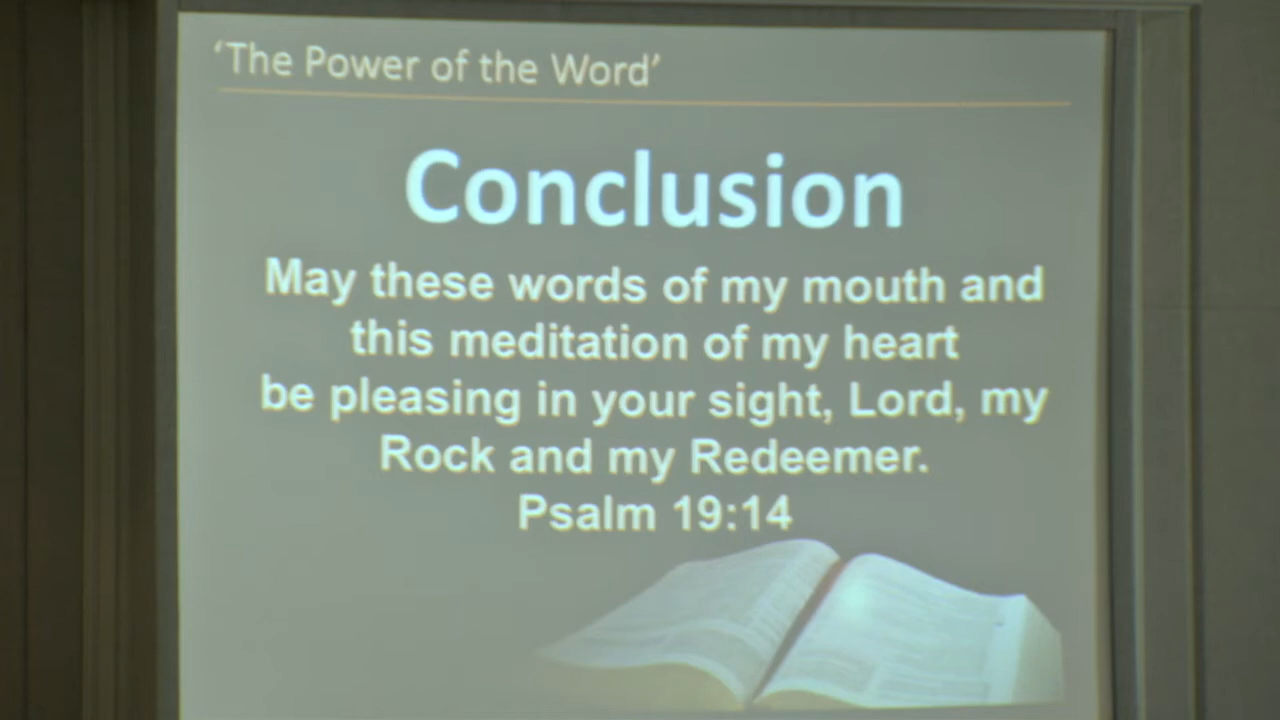 ‘The Power of the Word’
Conclusion
May these words of my mouth and
this meditation of my heart
be pleasing in your sight, Lord, my
Rock and my Redeemer.
Psalm 19:14